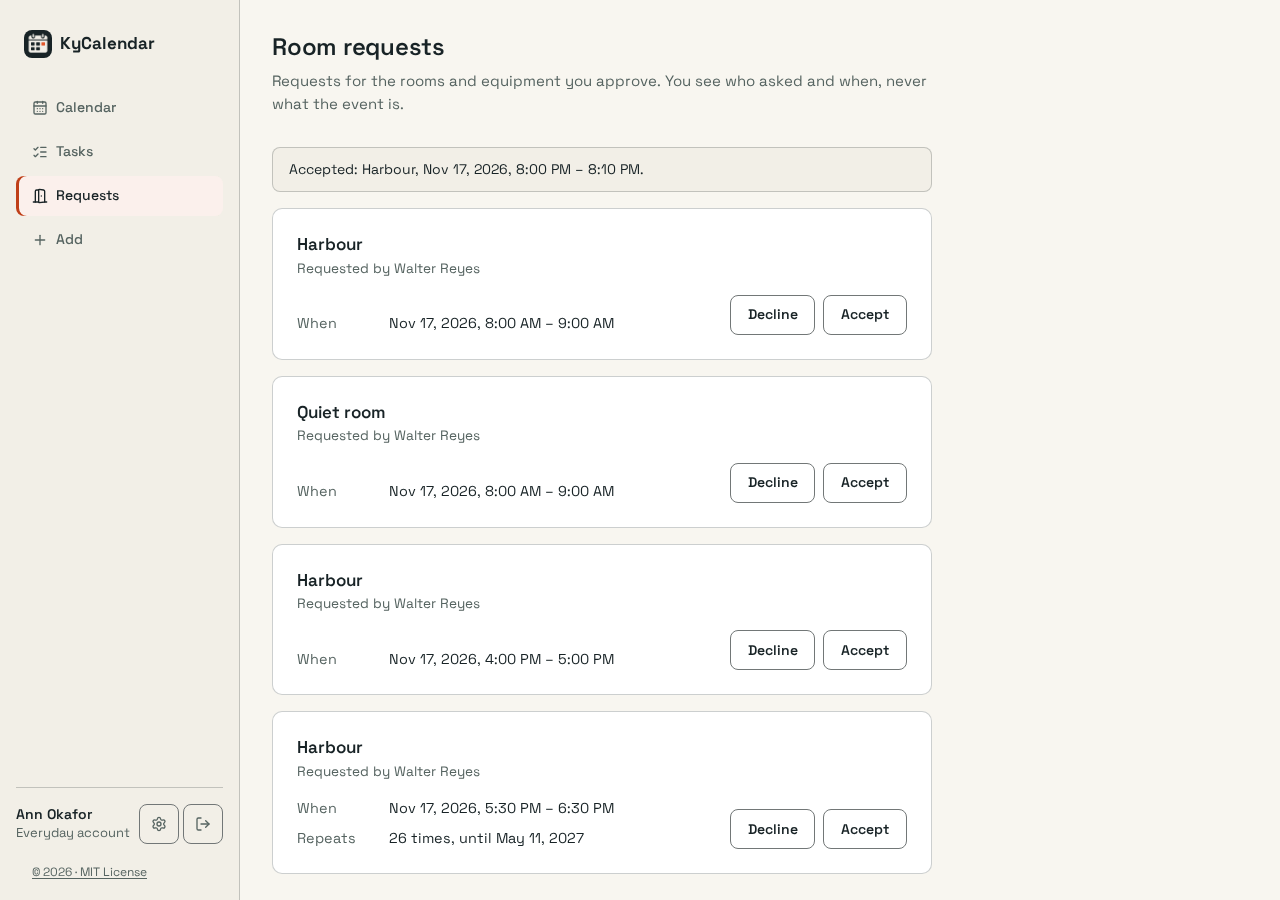 KyCalendar
Calendar
Tasks
Requests
Add
Ann Okafor
Everyday account
© 2026 · MIT License
Room requests
Requests for the rooms and equipment you approve. You see who asked and when, never
what the event is.
Accepted: Harbour, Nov 17, 2026, 8:00 PM – 8:10 PM.
Harbour
Requested by Walter Reyes
When Nov 17, 2026, 8:00 AM – 9:00 AM
Decline Accept
Quiet room
Requested by Walter Reyes
When Nov 17, 2026, 8:00 AM – 9:00 AM
Decline Accept
Harbour
Requested by Walter Reyes
When Nov 17, 2026, 4:00 PM – 5:00 PM
Decline Accept
Harbour
Requested by Walter Reyes
When Nov 17, 2026, 5:30 PM – 6:30 PM
Repeats 26 times, until May 11, 2027
Decline Accept